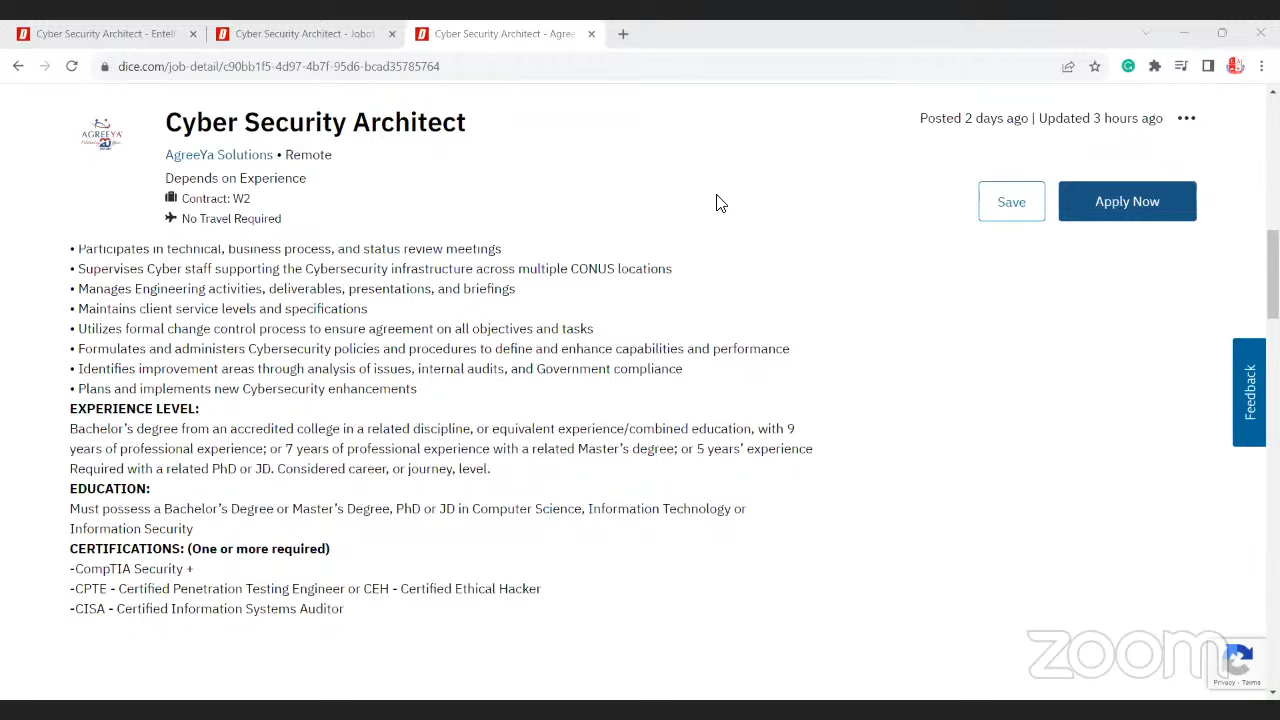 Cyber Security Architect - Entell
Cyber Security Architect - Jobot
Cyber Security Architect - Agree
dice.com/job-detail/c90bb1f5-4d97-4b7f-95d6-bcad35785764
AGREEYA
Cyber Security Architect
Posted 2 days ago | Updated 3 hours ago
AgreeYa Solutions • Remote
Depends on Experience
Contract: W2
No Travel Required
Save
Apply Now
• Participates in technical, business process, and status review meetings
• Supervises Cyber staff supporting the Cybersecurity infrastructure across multiple CONUS locations
• Manages Engineering activities, deliverables, presentations, and briefings
• Maintains client service levels and specifications
• Utilizes formal change control process to ensure agreement on all objectives and tasks
• Formulates and administers Cybersecurity policies and procedures to define and enhance capabilities and performance
• Identifies improvement areas through analysis of issues, internal audits, and Government compliance
• Plans and implements new Cybersecurity enhancements
EXPERIENCE LEVEL:
Bachelor's degree from an accredited college in a related discipline, or equivalent experience/combined education, with 9
years of professional experience; or 7 years of professional experience with a related Master's degree; or 5 years' experience
Required with a related PhD or JD. Considered career, or journey, level.
EDUCATION:
Must possess a Bachelor's Degree or Master's Degree, PhD or JD in Computer Science, Information Technology or
Information Security
CERTIFICATIONS: (One or more required)
-CompTIA Security +
-CPTE - Certified Penetration Testing Engineer or CEH - Certified Ethical Hacker
-CISA - Certified Information Systems Auditor
Feedback
zoom
Privacy - Terms